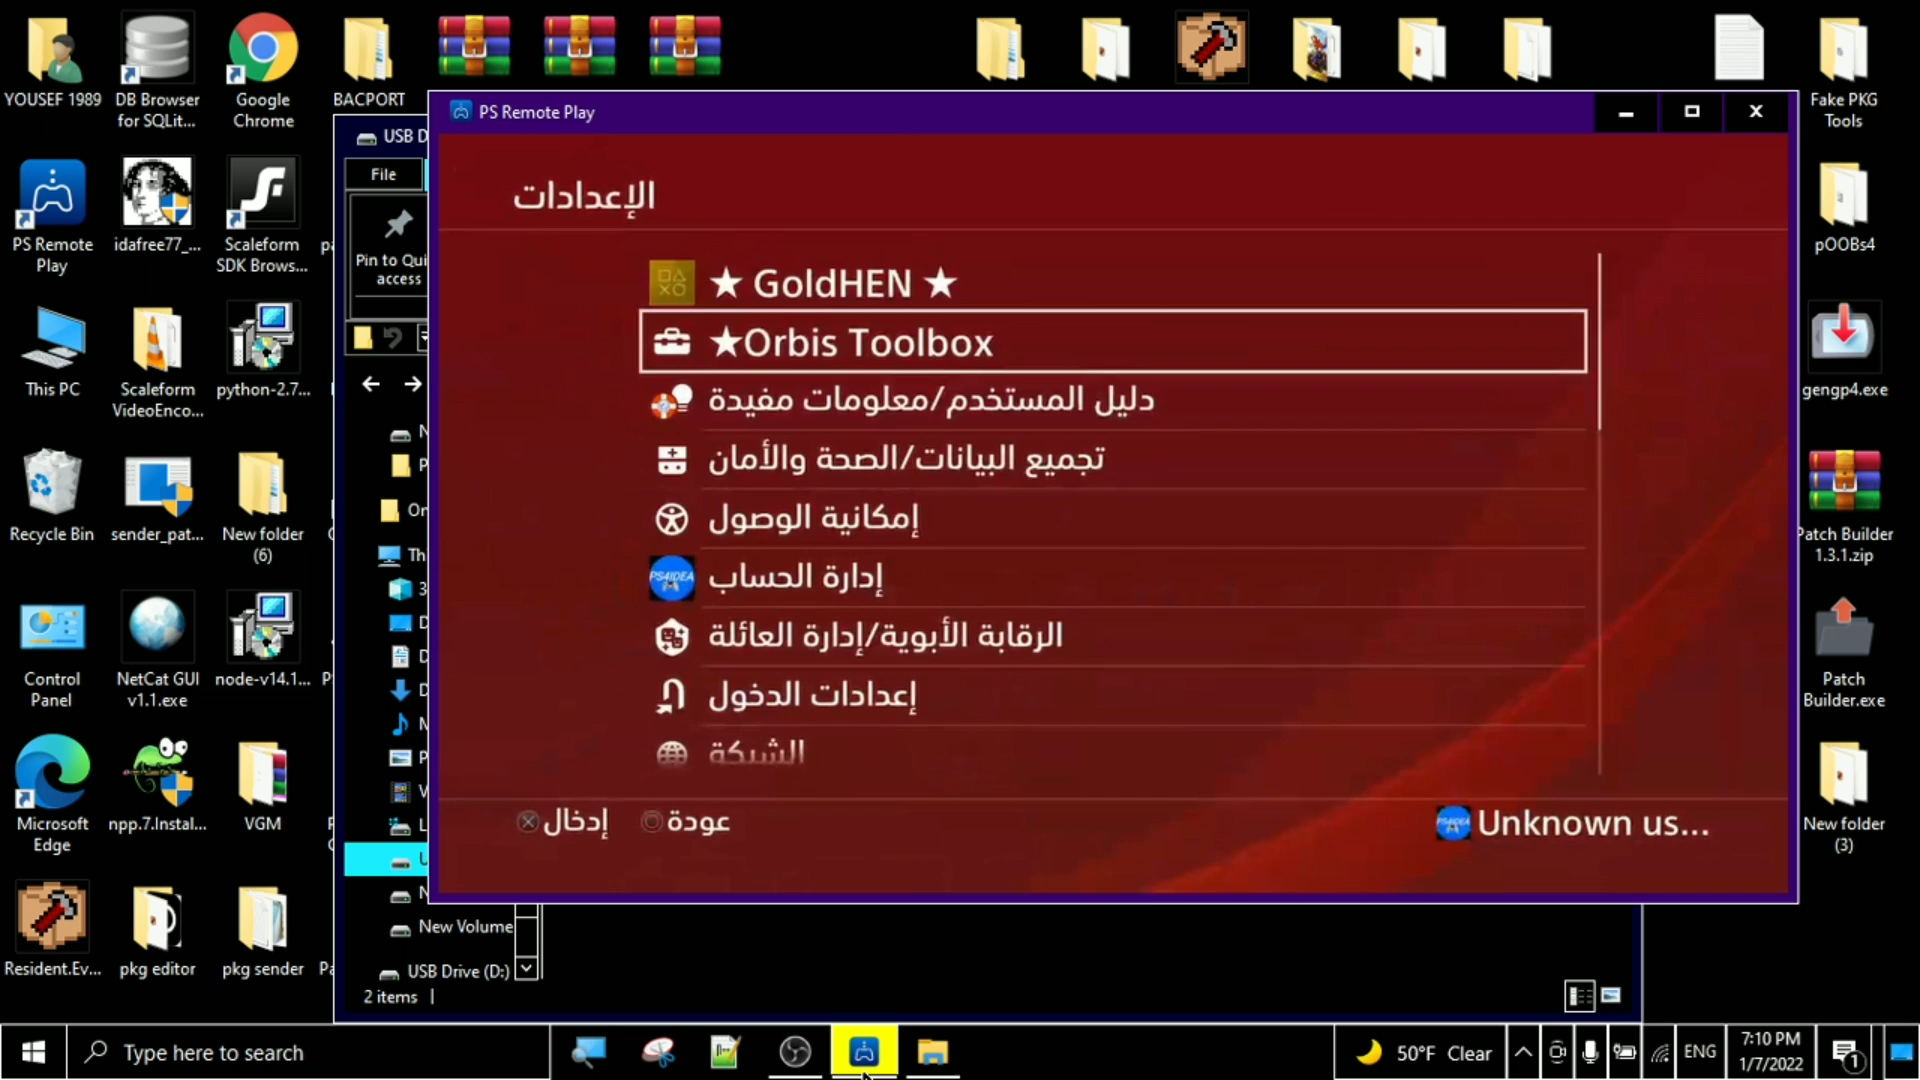 YOUSEF 1989
DB Browser
for SQLit...
Google
Chrome
BACPORT
Fake PKG
Tools
PS Remote
Play
idafree77_...
Scaleform
SDK Brows...
pOOBs4
This PC
Scaleform
VideoEnco...
python-2.7...
gengp4.exe
Recycle Bin
sender_pat...
New folder
(6)
Patch Builder
1.3.1.zip
Control
Panel
NetCat GUI
v1.1.exe
node-v14.1...
Patch
Builder.exe
Microsoft
Edge
npp.7.Instal...
VGM
New folder
(3)
Resident.Ev...
pkg editor
pkg sender
USB D
File
Pin to Qui
access
New Volume
USB Drive (D:)
2 items
PS Remote Play
الإعدادات
★ GoldHEN ★
★Orbis Toolbox
دليل المستخدم/معلومات مفيدة
تجميع البيانات/الصحة والأمان
إمكانية الوصول
PS4IDEA
إدارة الحساب
الرقابة الأبوية/إدارة العائلة
إعدادات الدخول
الشبكة
إدخال
عودة
Unknown us...
Type here to search
50°F Clear
ENG
7:10 PM
1/7/2022
1